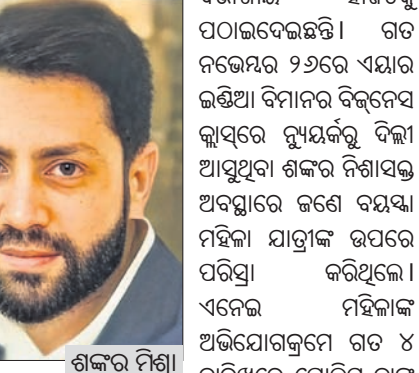 ପଠାଇଦେଇଛନ୍ତି। ଗତ
ନଭେମ୍ବର ୨୬ରେ ଏୟାର
ଇଣ୍ଡିଆ ବିମାନର ବିଜ୍‌ନେସ
କ୍ଲାସ୍‌ରେ ନ୍ୟୁୟର୍କରୁ ଦିଲ୍ଲୀ
ଆସୁଥିବା ଶଙ୍କର ନିଶାସକ୍ତ
ଅବସ୍ଥାରେ ଜଣେ ବୟସ୍କା
ମହିଳା ଯାତ୍ରୀଙ୍କ ଉପରେ
ପରିସ୍ରା କରିଥିଲେ।
ଏନେଇ ମହିଳାଙ୍କ
ଅଭିଯୋଗକ୍ରମେ ଗତ ୪
ଶଙ୍କର ମିଶ୍ରା